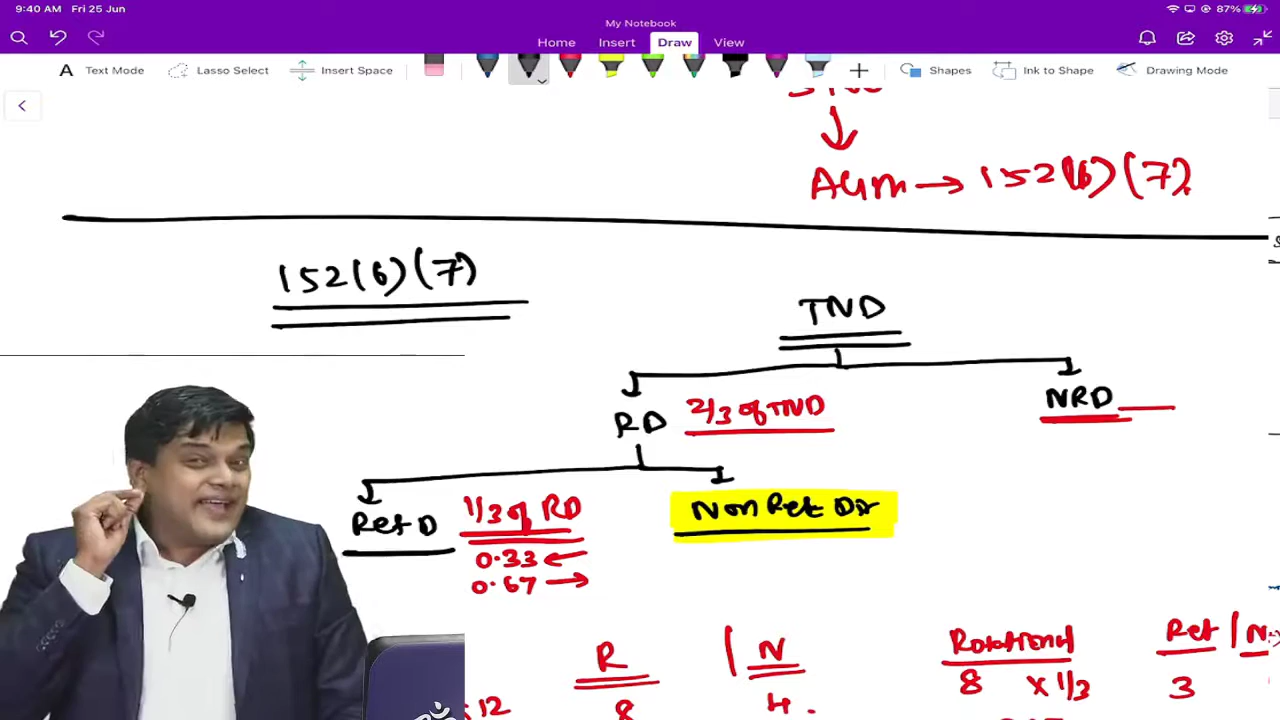 9:40 AM Fri 25 Jun
87%
My Notebook
Home Insert Draw View
A Text Mode Lasso Select Insert Space Shapes Ink to Shape Drawing Mode
AGM → 152(6)(7)
152(6)(7)
TND
RD 2/3 of TND NRD
Ret D 1/3 of RD Non Ret Dir
0.33 ←
0.67 →
R | N Rotational Ret | N
12 8 4 8 x 1/3 3